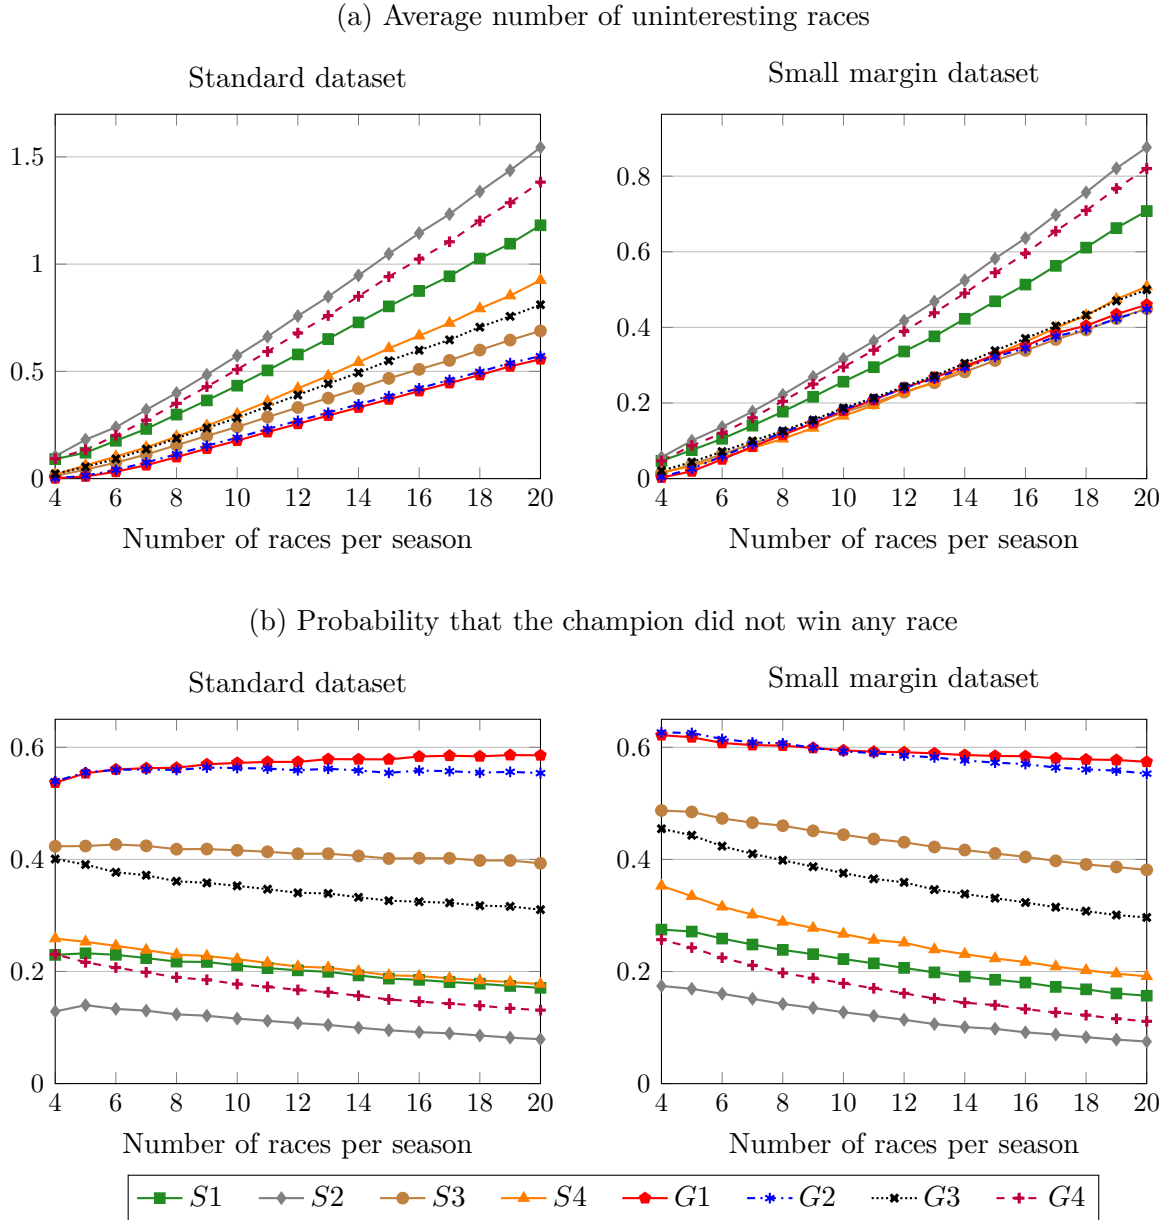 (a) Average number of uninteresting races
Standard dataset
Small margin dataset
1.5
1
0.5
0
4 6 8 10 12 14 16 18 20
Number of races per season
0.8
0.6
0.4
0.2
0
4 6 8 10 12 14 16 18 20
Number of races per season
(b) Probability that the champion did not win any race
Standard dataset
Small margin dataset
0.6
0.4
0.2
0
4 6 8 10 12 14 16 18 20
Number of races per season
0.6
0.4
0.2
0
4 6 8 10 12 14 16 18 20
Number of races per season
S1 S2 S3 S4 G1 G2 G3 G4